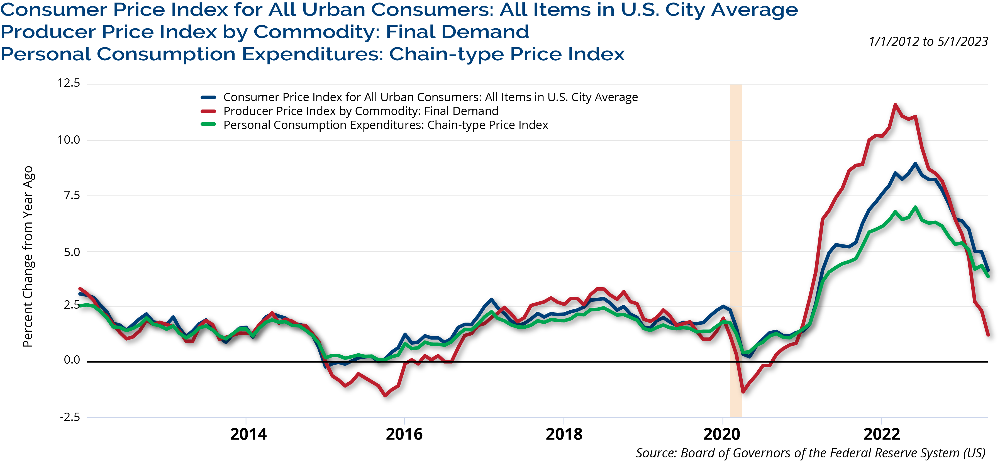 Consumer Price Index for All Urban Consumers: All Items in U.S. City Average
Producer Price Index by Commodity: Final Demand
Personal Consumption Expenditures: Chain-type Price Index
1/1/2012 to 5/1/2023
Percent Change from Year Ago
12.5
10.0
7.5
5.0
2.5
0.0
-2.5
Consumer Price Index for All Urban Consumers: All Items in U.S. City Average
Producer Price Index by Commodity: Final Demand
Personal Consumption Expenditures: Chain-type Price Index
2014 2016 2018 2020 2022
Source: Board of Governors of the Federal Reserve System (US)